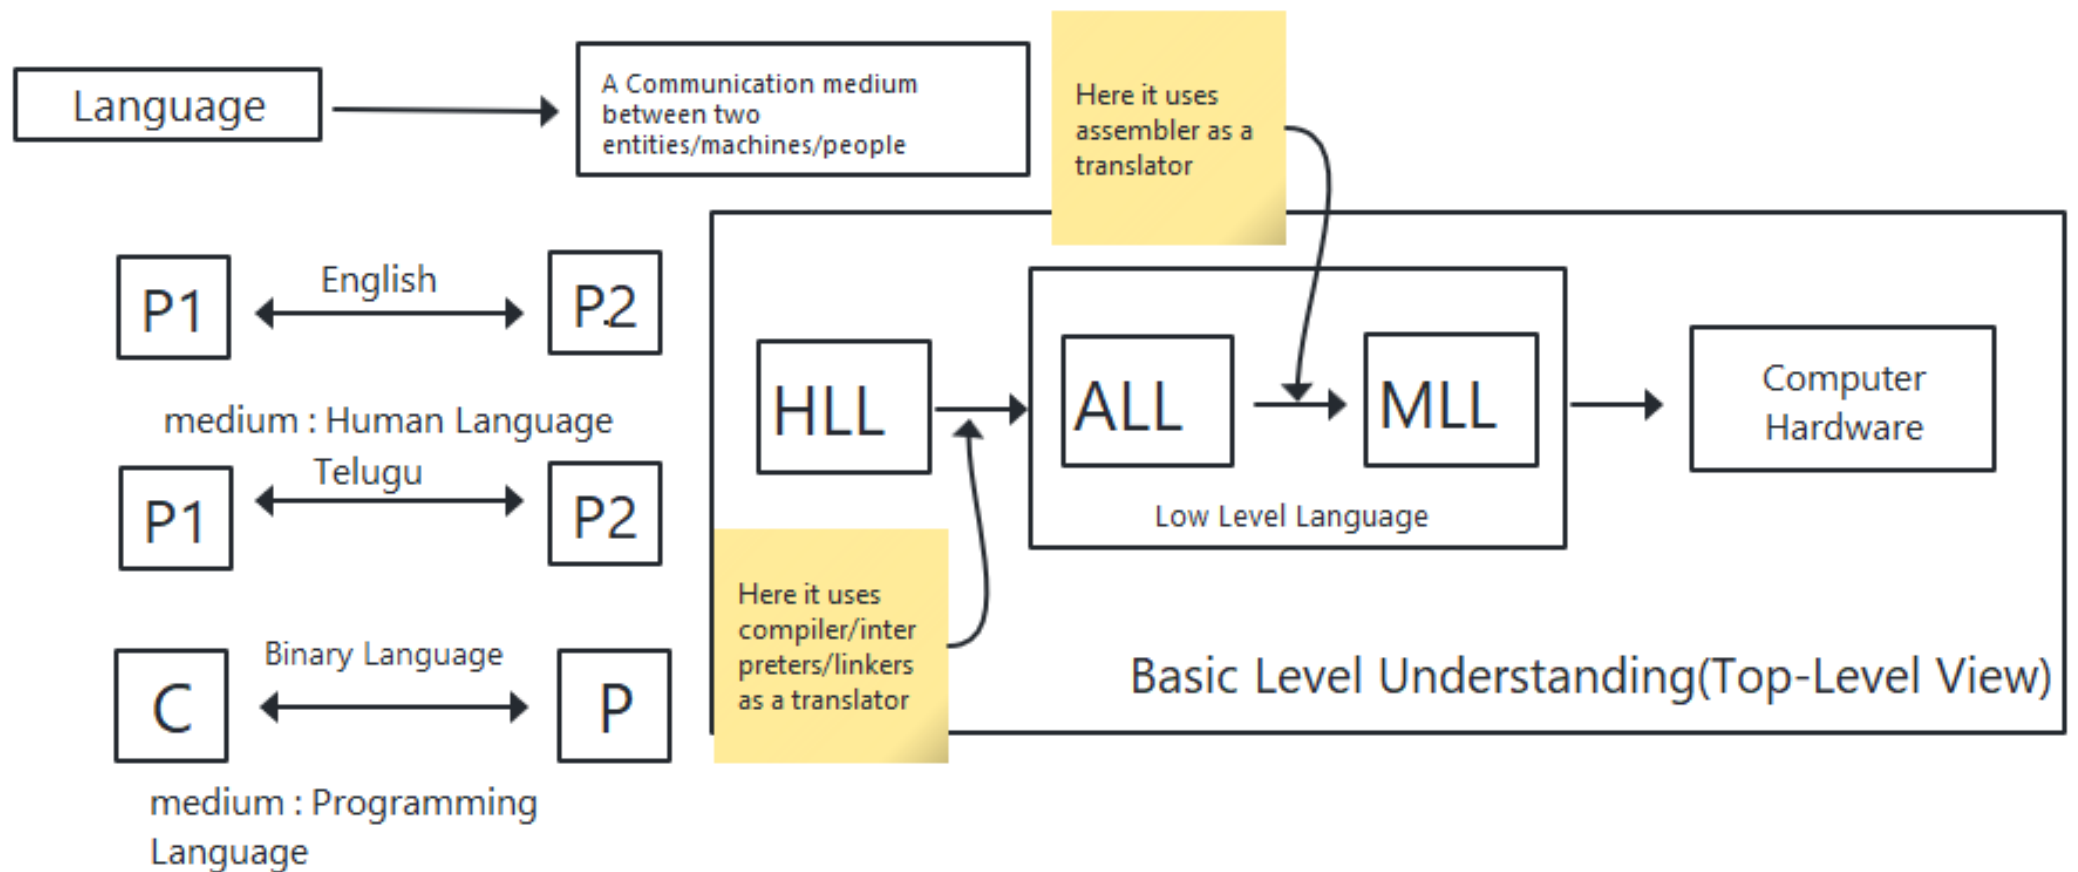 Language
A Communication medium
between two
entities/machines/people
Here it uses
assembler as a
translator
P1
English
P.2
medium : Human Language
Telugu
P1
P2
Binary Language
C
P
medium : Programming
Language
HLL
ALL
MLL
Low Level Language
Computer
Hardware
Here it uses
compiler/inter
preters/linkers
as a translator
Basic Level Understanding(Top-Level View)